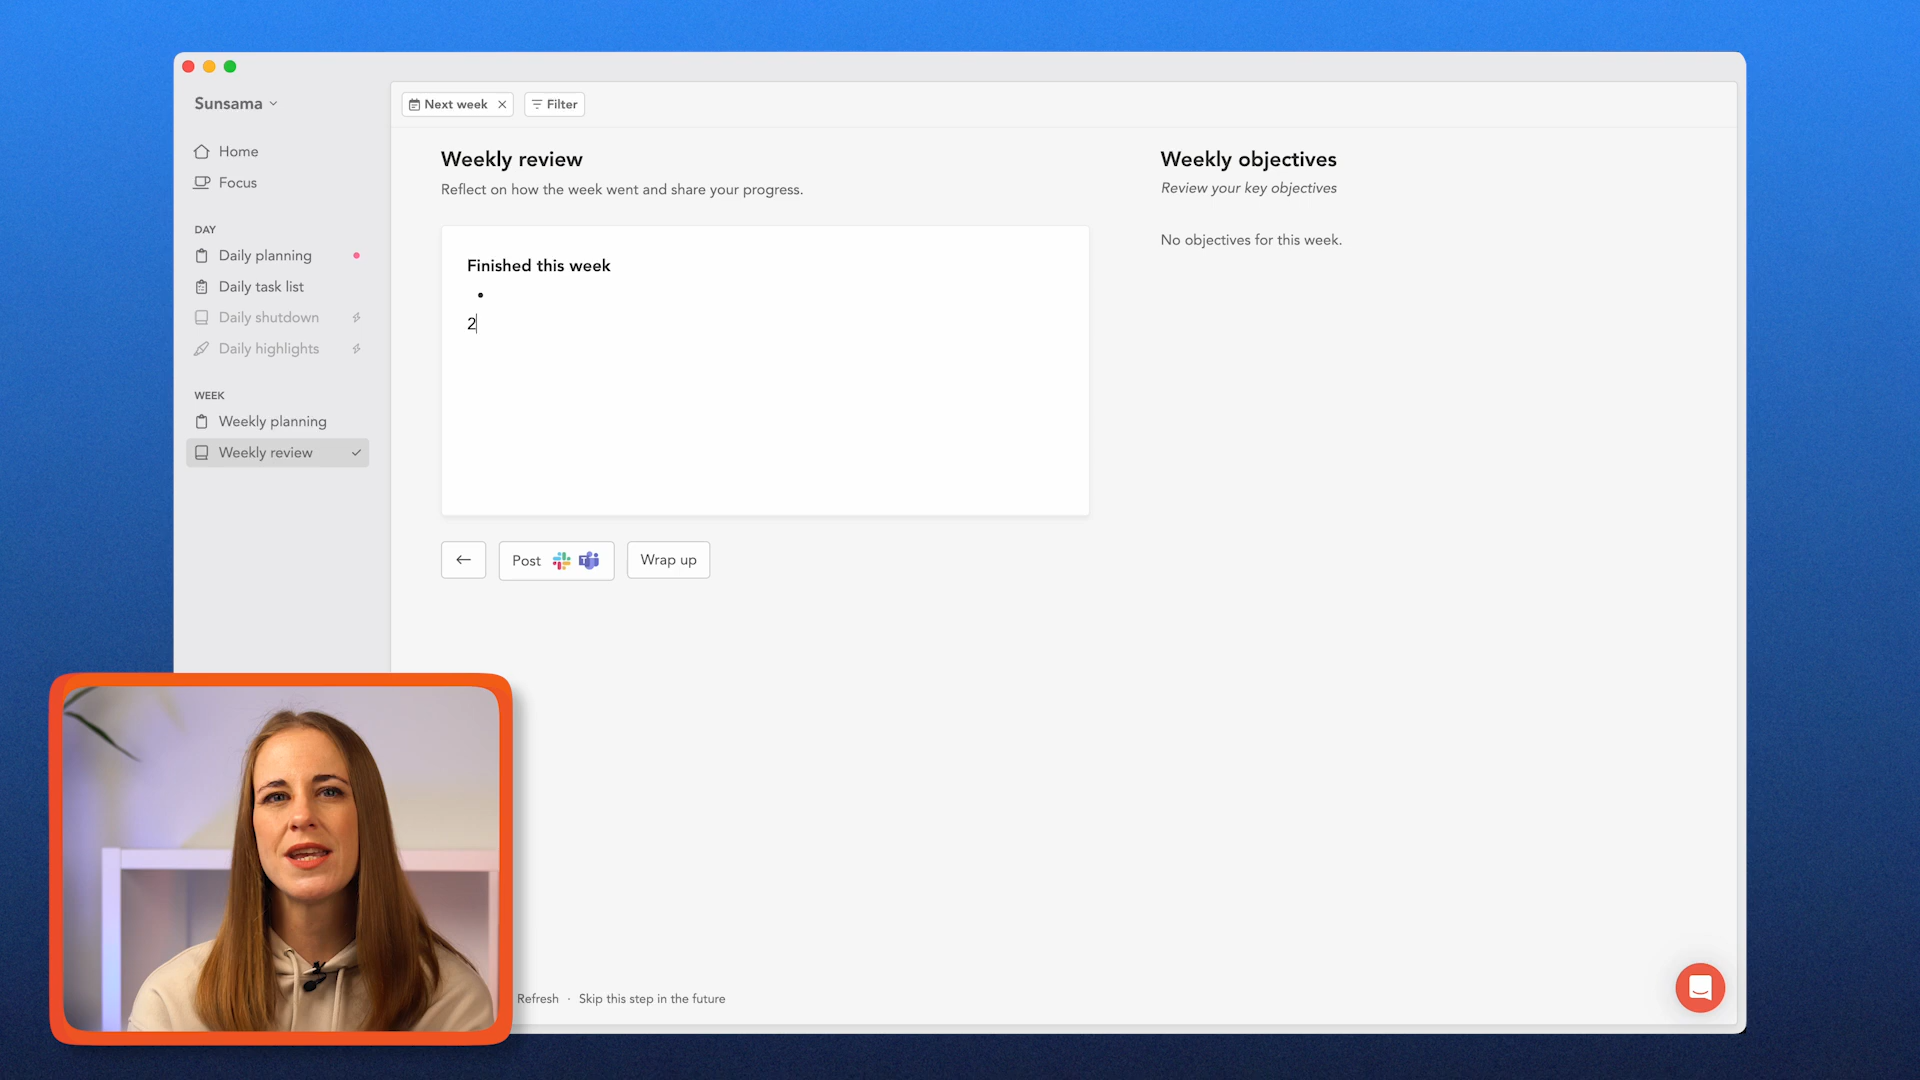 Sunsama
Home
Focus
DAY
Daily planning
Daily task list
Daily shutdown
Daily highlights
WEEK
Weekly planning
Weekly review
Next week
Filter
Weekly review
Reflect on how the week went and share your progress.
Finished this week
•
2
Post
Wrap up
Weekly objectives
Review your key objectives
No objectives for this week.
Refresh · Skip this step in the future